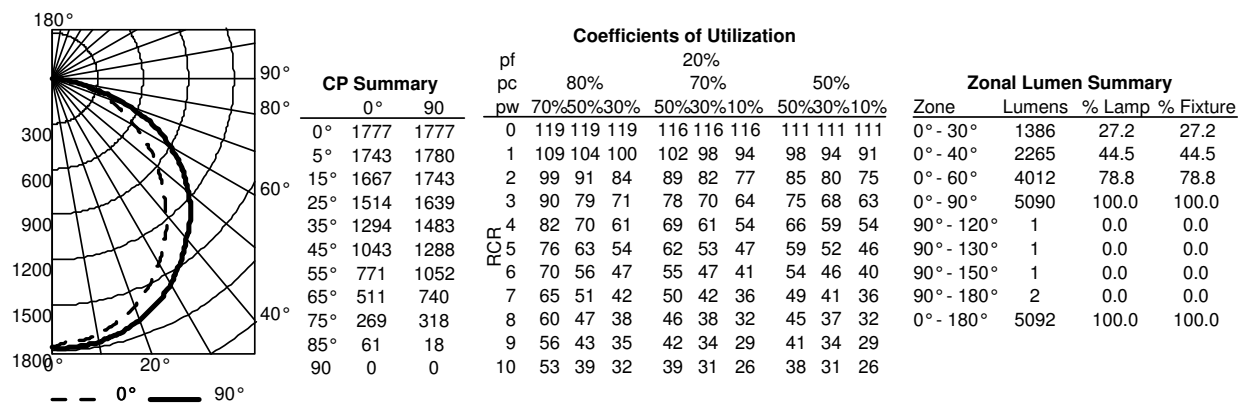 180°
90°
80°
60°
40°
300
600
900
1200
1500
1800
0°
20°
0° 90°
CP Summary
0° 90
0° 1777 1777
5° 1743 1780
15° 1667 1743
25° 1514 1639
35° 1294 1483
45° 1043 1288
55° 771 1052
65° 511 740
75° 269 318
85° 61 18
90 0 0
Coefficients of Utilization
pf 20%
pc 80% 70% 50%
pw 70%50%30% 50%30%10% 50%30%10%
RCR
0 119 119 119 116 116 116 111 111 111
1 109 104 100 102 98 94 98 94 91
2 99 91 84 89 82 77 85 80 75
3 90 79 71 78 70 64 75 68 63
4 82 70 61 69 61 54 66 59 54
5 76 63 54 62 53 47 59 52 46
6 70 56 47 55 47 41 54 46 40
7 65 51 42 50 42 36 49 41 36
8 60 47 38 46 38 32 45 37 32
9 56 43 35 42 34 29 41 34 29
10 53 39 32 39 31 26 38 31 26
Zonal Lumen Summary
Zone Lumens % Lamp % Fixture
0° - 30° 1386 27.2 27.2
0° - 40° 2265 44.5 44.5
0° - 60° 4012 78.8 78.8
0° - 90° 5090 100.0 100.0
90° - 120° 1 0.0 0.0
90° - 130° 1 0.0 0.0
90° - 150° 1 0.0 0.0
90° - 180° 2 0.0 0.0
0° - 180° 5092 100.0 100.0